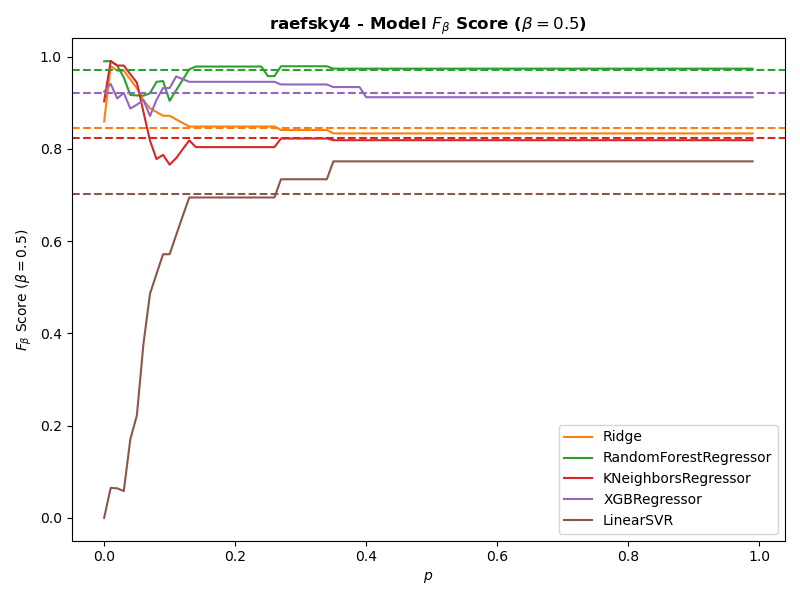 raefsky4 - Model $F_\beta$ Score ($\beta = 0.5$)
$F_\beta$ Score ($\beta = 0.5$)
1.0
0.8
0.6
0.4
0.2
0.0
Ridge
RandomForestRegressor
KNeighborsRegressor
XGBRegressor
LinearSVR
0.0 0.2 0.4 0.6 0.8 1.0
p